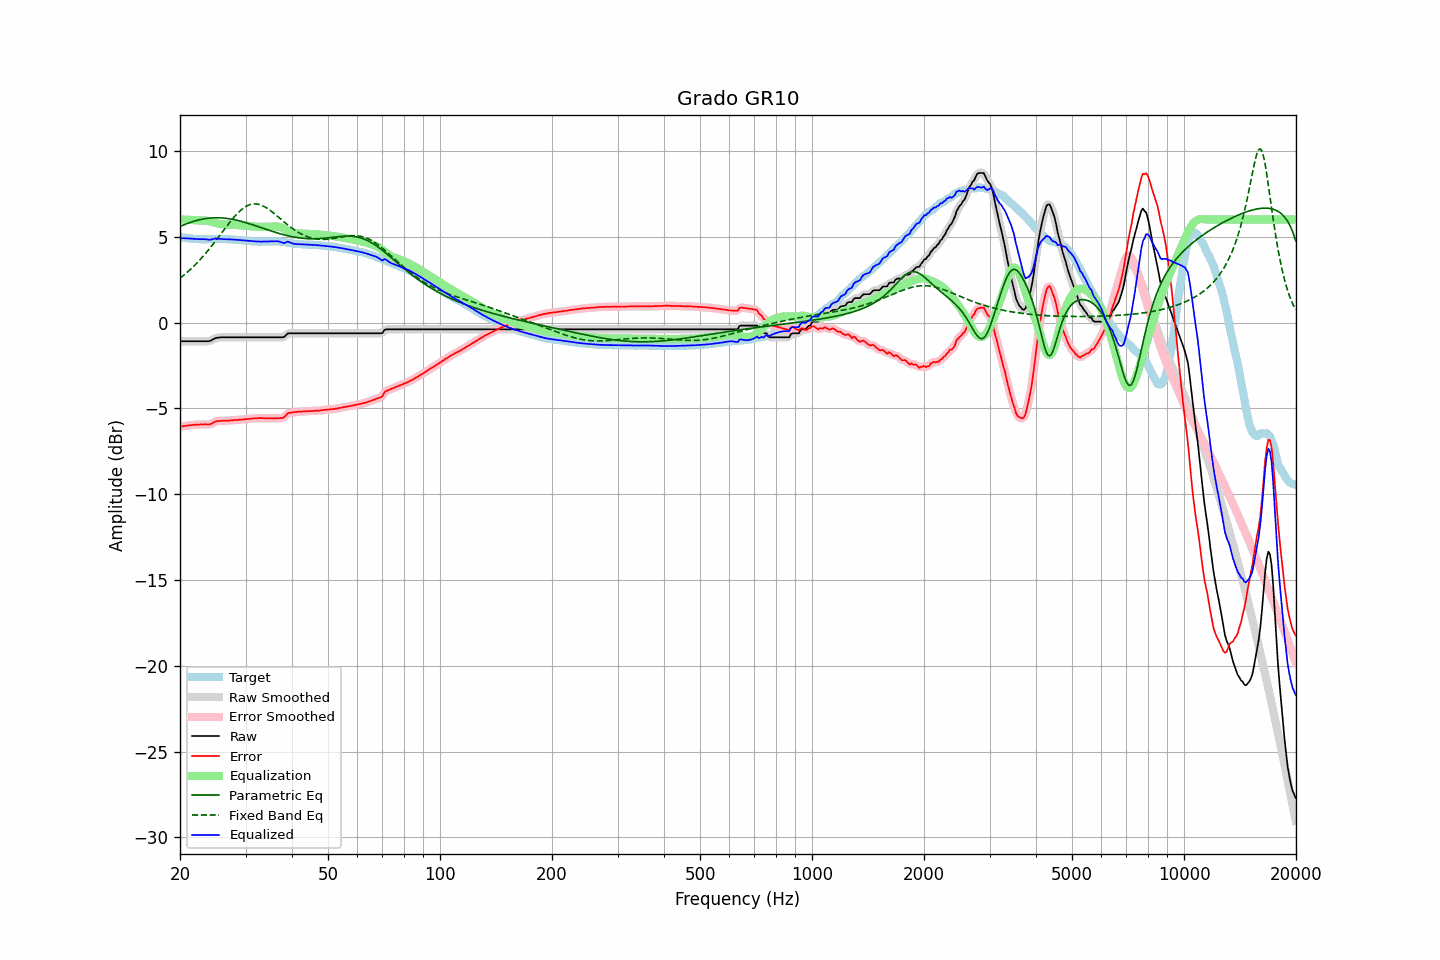 Grado GR10
10
5
0
−5
−10
−15
−20
−25
−30
Amplitude (dBr)
Target
Raw Smoothed
Error Smoothed
Raw
Error
Equalization
Parametric Eq
Fixed Band Eq
Equalized
20 50 100 200 500 1000 2000 5000 10000 20000
Frequency (Hz)